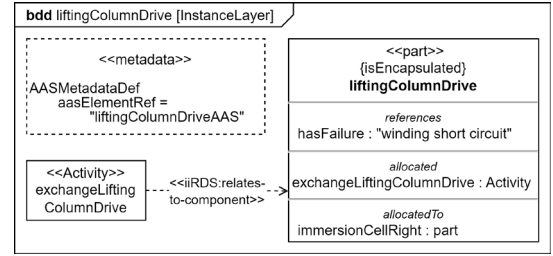 bdd liftingColumnDrive [InstanceLayer]
<<metadata>>
AASMetadataDef
aasElementRef =
"liftingColumnDriveAAS"
<<part>>
{isEncapsulated}
liftingColumnDrive
references
hasFailure : "winding short circuit"
allocated
exchangeLiftingColumnDrive : Activity
allocatedTo
immersionCellRight : part
<<Activity>>
exchangeLifting
ColumnDrive
<<iiRDS:relates-
to-component>>